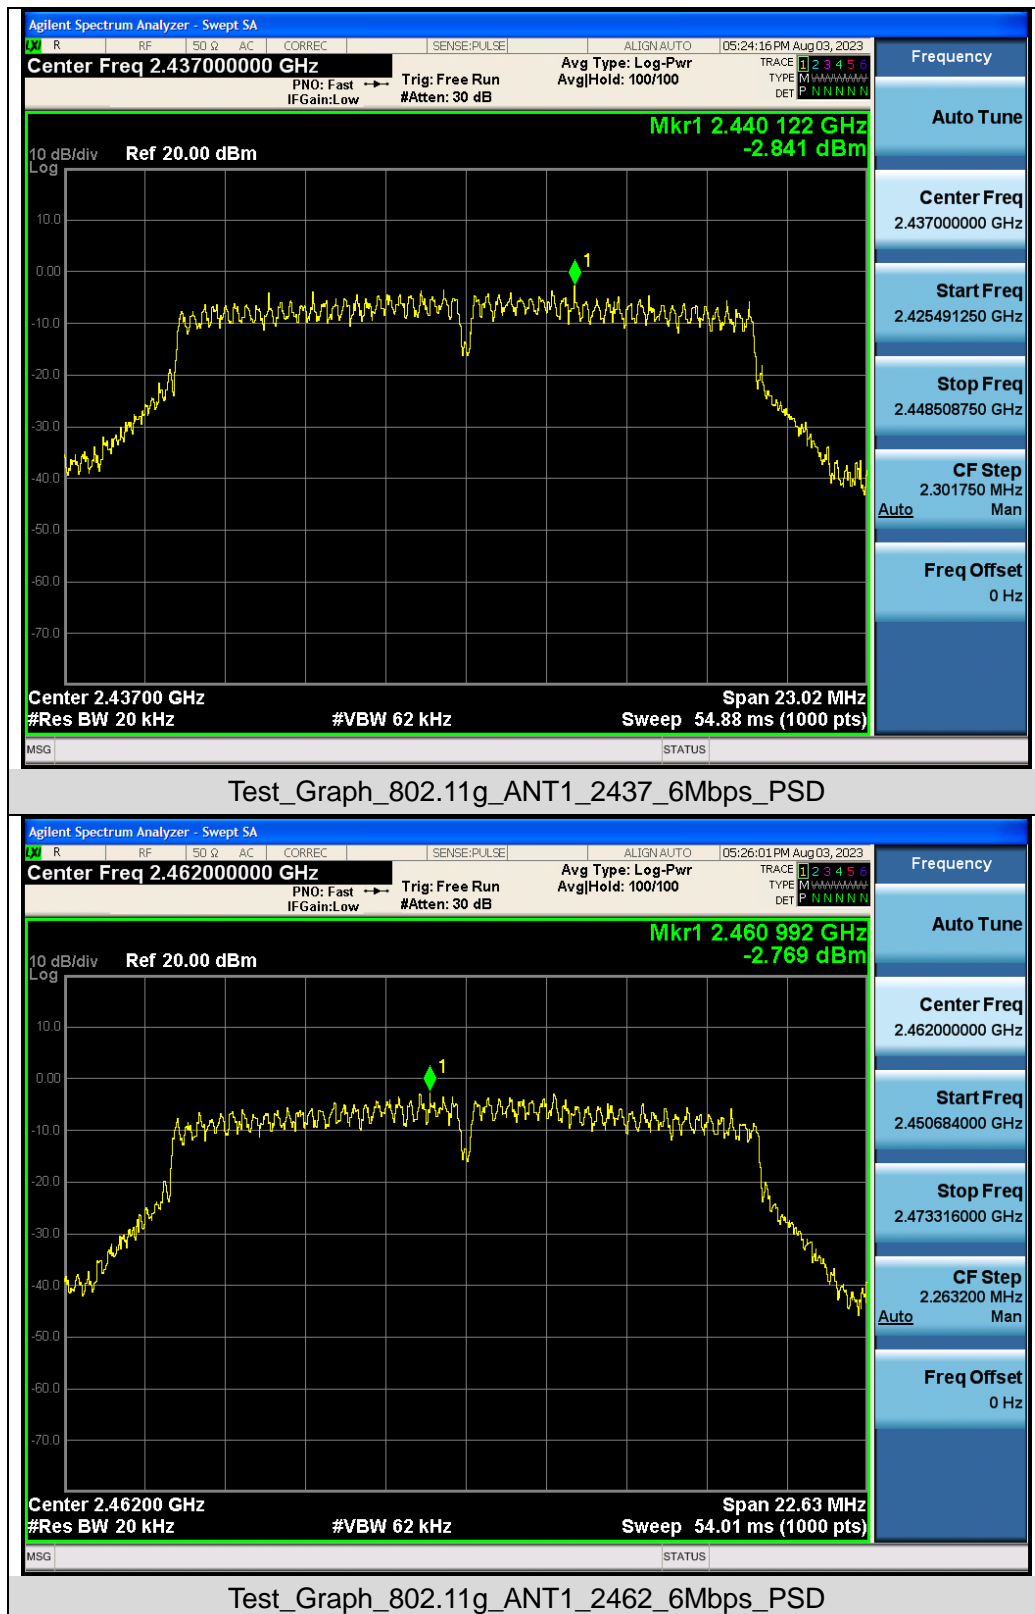 Agilent Spectrum Analyzer - Swept SA
LXI R RF 50 Ω AC CORREC SENSE:PULSE ALIGN AUTO 05:24:16 PM Aug 03, 2023
Center Freq 2.437000000 GHz
PNO: Fast
IFGain:Low
Trig: Free Run
#Atten: 30 dB
Avg Type: Log-Pwr
Avg|Hold: 100/100
TRACE 1 2 3 4 5 6
TYPE M
DET P N N N N N
Frequency
Mkr1 2.440 122 GHz
-2.841 dBm
10 dB/div
Log
Ref 20.00 dBm
10.0
0.00
-10.0
-20.0
-30.0
-40.0
-50.0
-60.0
-70.0
1
Center 2.43700 GHz
#Res BW 20 kHz
#VBW 62 kHz
Span 23.02 MHz
Sweep 54.88 ms (1000 pts)
Auto Tune
Center Freq
2.437000000 GHz
Start Freq
2.425491250 GHz
Stop Freq
2.448508750 GHz
CF Step
2.301750 MHz
Auto Man
Freq Offset
0 Hz
MSG STATUS
Test_Graph_802.11g_ANT1_2437_6Mbps_PSD
Agilent Spectrum Analyzer - Swept SA
LXI R RF 50 Ω AC CORREC SENSE:PULSE ALIGN AUTO 05:26:01 PM Aug 03, 2023
Center Freq 2.462000000 GHz
PNO: Fast
IFGain:Low
Trig: Free Run
#Atten: 30 dB
Avg Type: Log-Pwr
Avg|Hold: 100/100
TRACE 1 2 3 4 5 6
TYPE M
DET P N N N N N
Frequency
Mkr1 2.460 992 GHz
-2.769 dBm
10 dB/div
Log
Ref 20.00 dBm
10.0
0.00
-10.0
-20.0
-30.0
-40.0
-50.0
-60.0
-70.0
1
Center 2.46200 GHz
#Res BW 20 kHz
#VBW 62 kHz
Span 22.63 MHz
Sweep 54.01 ms (1000 pts)
Auto Tune
Center Freq
2.462000000 GHz
Start Freq
2.450684000 GHz
Stop Freq
2.473316000 GHz
CF Step
2.263200 MHz
Auto Man
Freq Offset
0 Hz
MSG STATUS
Test_Graph_802.11g_ANT1_2462_6Mbps_PSD